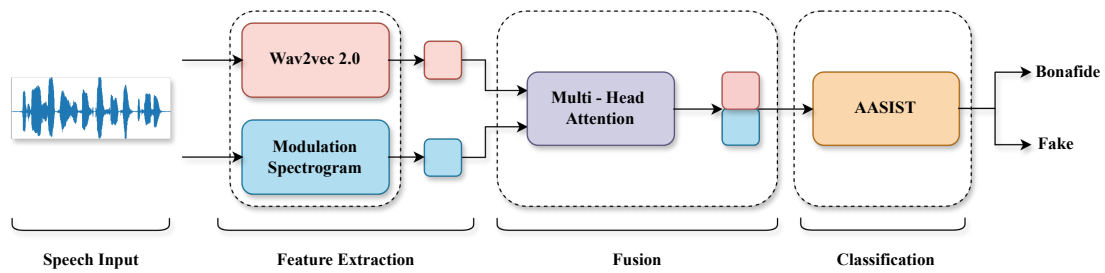 Wav2vec 2.0
Modulation
Spectrogram
Multi - Head
Attention
AASIST
Bonafide
Fake
Speech Input
Feature Extraction
Fusion
Classification